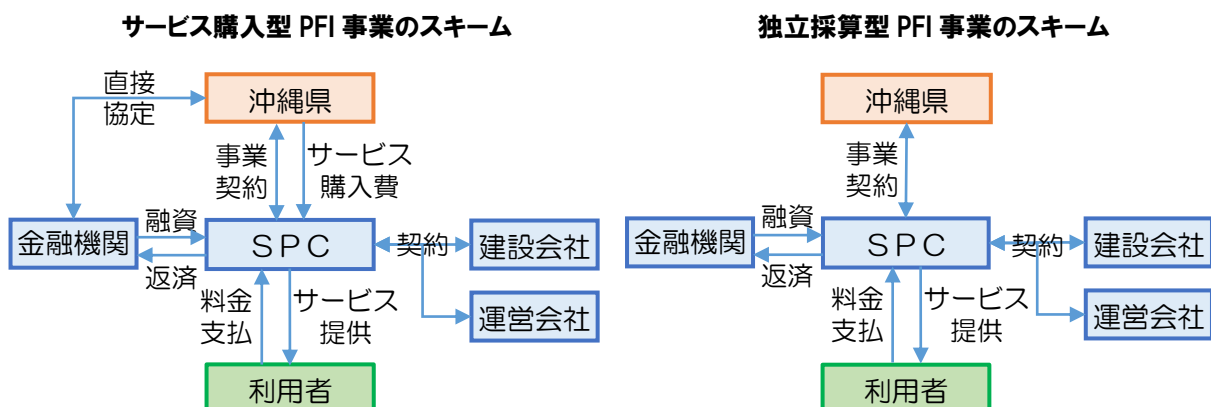 サービス購入型 PFI 事業のスキーム
直接
協定
沖縄県
事業
契約
サービス
購入費
金融機関
融資
返済
ＳＰＣ
契約
建設会社
運営会社
料金
支払
サービス
提供
利用者
独立採算型 PFI 事業のスキーム
沖縄県
事業
契約
金融機関
融資
返済
ＳＰＣ
契約
建設会社
運営会社
料金
支払
サービス
提供
利用者